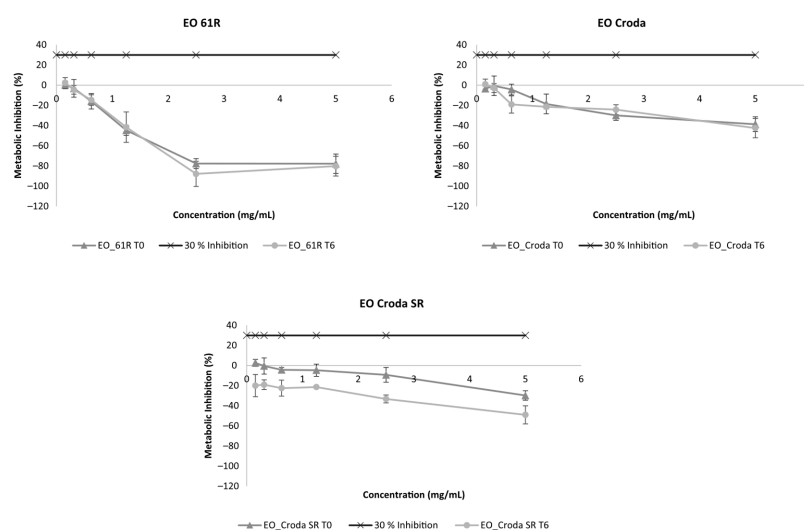 EO 61R
40
20
0
−20
−40
−60
−80
−100
−120
0 1 2 3 4 5 6
Metabolic Inhibition (%)
Concentration (mg/mL)
EO_61R T0 30 % Inhibition EO_61R T6
EO Croda
40
20
0
−20
−40
−60
−80
−100
−120
0 1 2 3 4 5
Metabolic Inhibition (%)
Concentration (mg/mL)
EO_Croda T0 30 % Inhibition EO_Croda T6
EO Croda SR
40
20
0
−20
−40
−60
−80
−100
−120
0 1 2 3 4 5 6
Metabolic Inhibition (%)
Concentration (mg/mL)
EO_Croda SR T0 30 % Inhibition EO_Croda SR T6